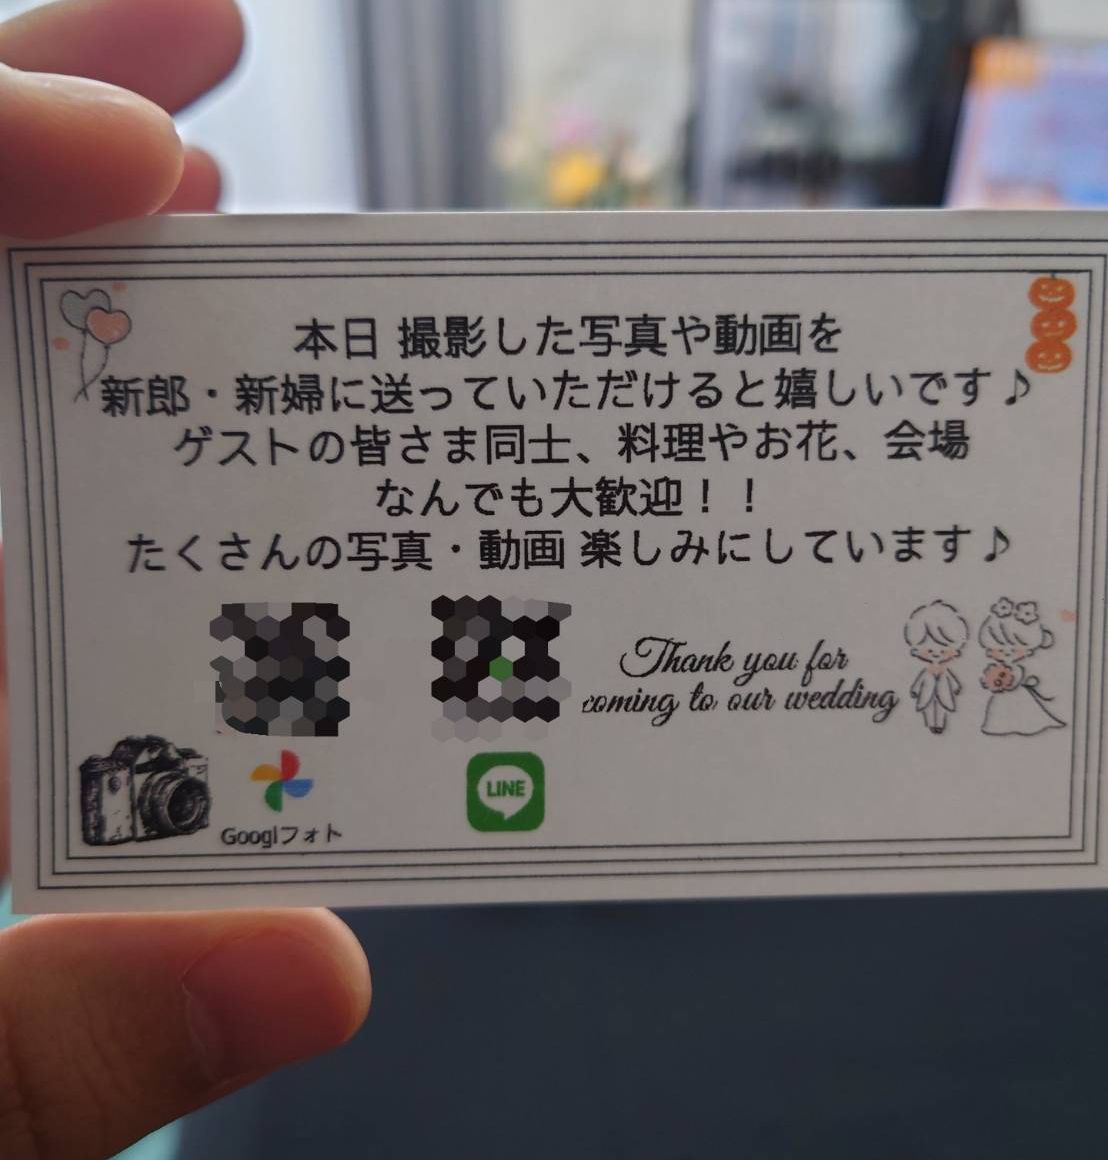 本日 撮影した写真や動画を
新郎・新婦に送っていただけると嬉しいです♪
ゲストの皆さま同士、料理やお花、会場
なんでも大歓迎！！
たくさんの写真・動画 楽しみにしています♪
Thank you for
coming to our wedding
LINE
Googlフォト